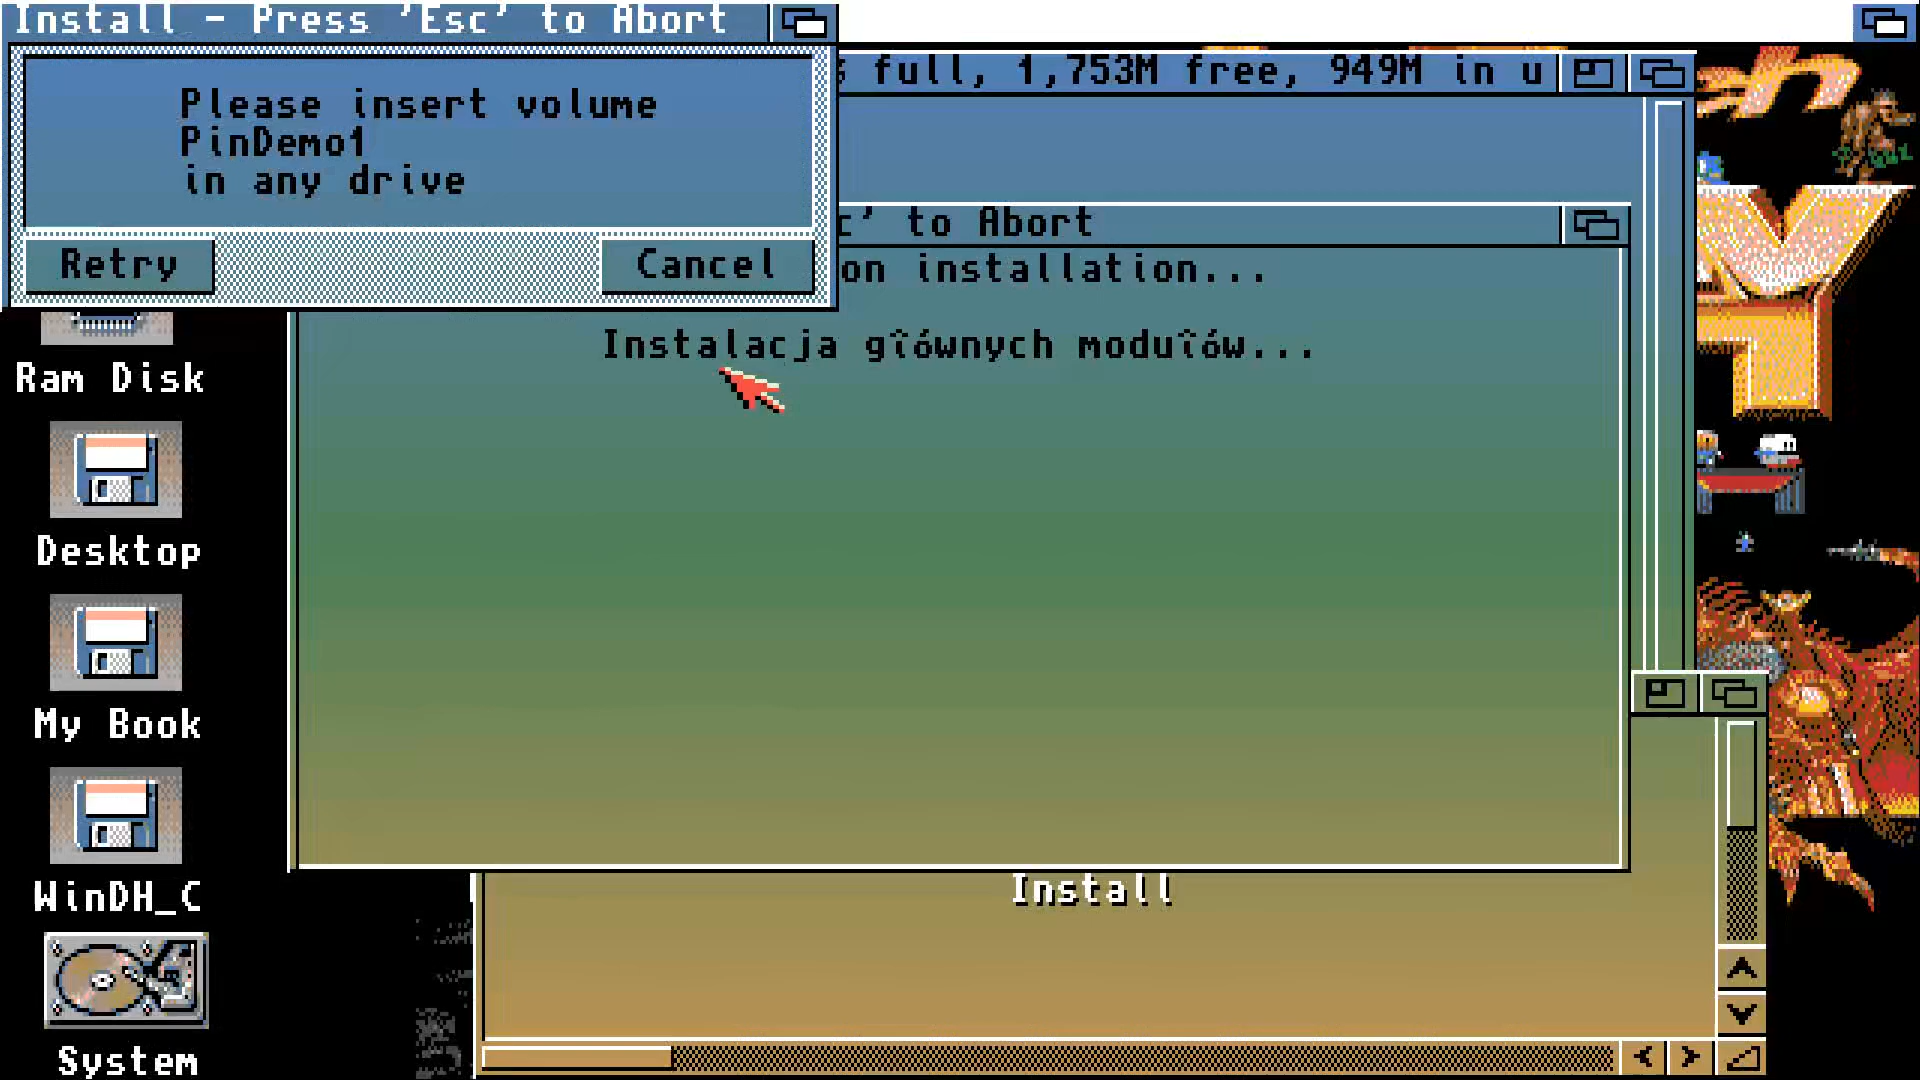 Install - Press 'Esc' to Abort
Please insert volume
PinDemo1
in any drive
Retry
Cancel
full, 1,753M free, 949M in u
c' to Abort
on installation...
Instalacja gîównych moduîów...
Ram Disk
Desktop
My Book
WinDH_C
System
Install